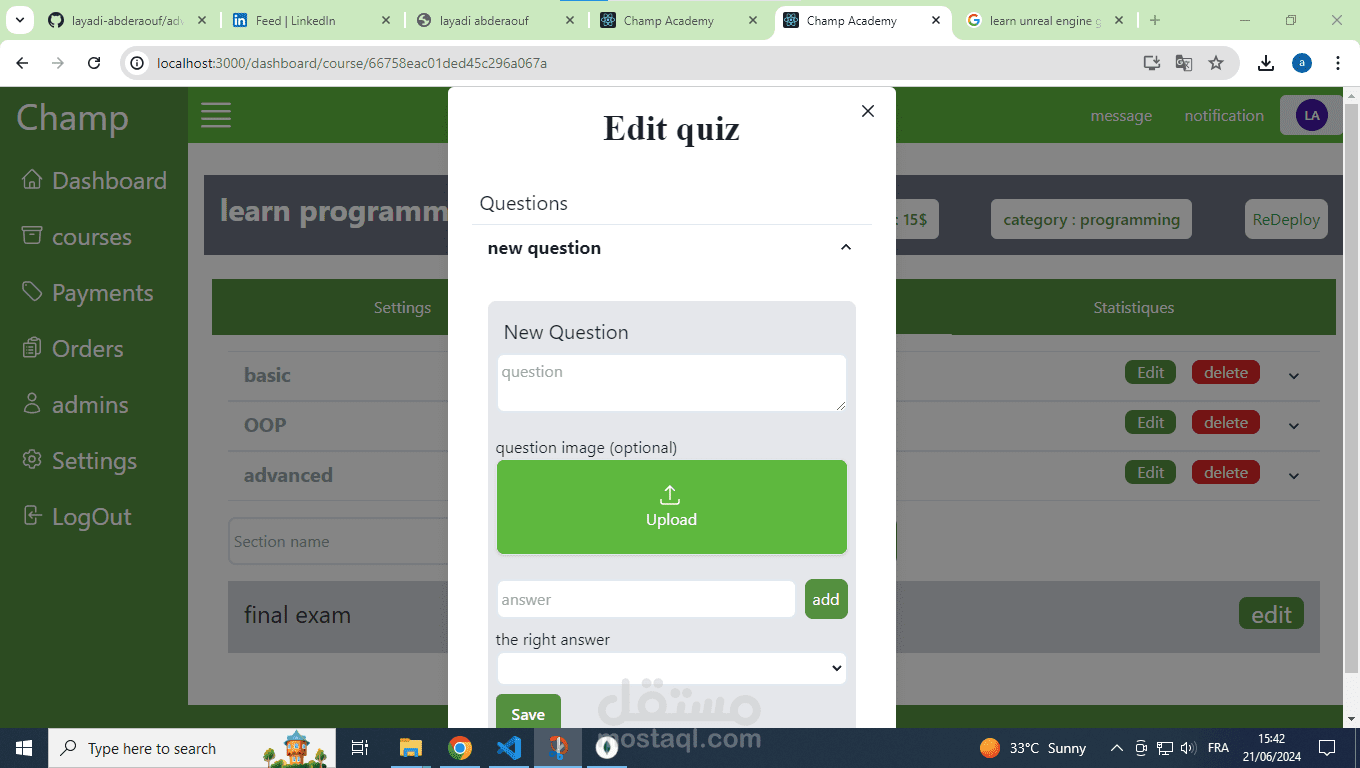 layadi-abderaouf/adv
Feed | LinkedIn
layadi abderaouf
Champ Academy
Champ Academy
learn unreal engine g
localhost:3000/dashboard/course/66758eac01ded45c296a067a
a
Champ
message
notification
LA
Dashboard
courses
Payments
Orders
admins
Settings
LogOut
learn programm
: 15$
category : programming
ReDeploy
Settings
Statistiques
basic
Edit
delete
OOP
Edit
delete
advanced
Edit
delete
Section name
final exam
edit
Edit quiz
Questions
new question
New Question
question
question image (optional)
Upload
answer
add
the right answer
Save
مستقل
mostaql.com
Type here to search
33°C Sunny
FRA
15:42
21/06/2024